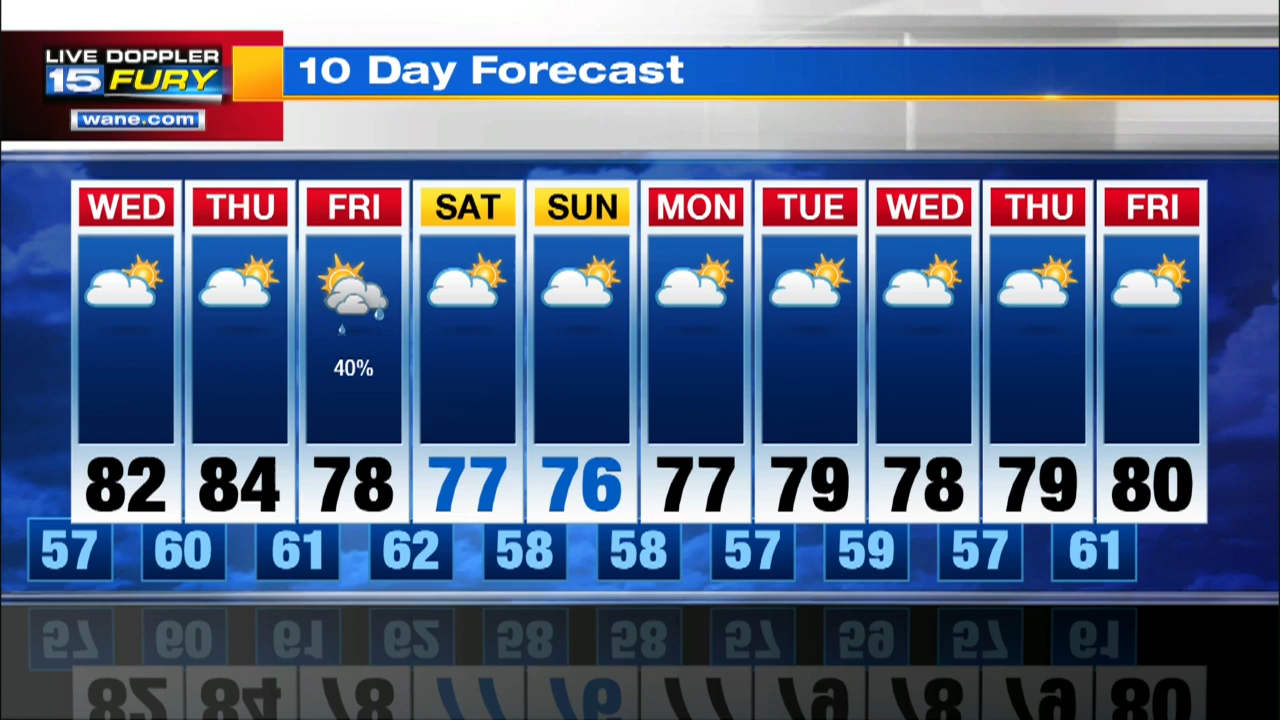 LIVE DOPPLER
15 FURY
wane.com
10 Day Forecast
WED THU FRI SAT SUN MON TUE WED THU FRI
40%
82 84 78 77 76 77 79 78 79 80
57 60 61 62 58 58 57 59 57 61